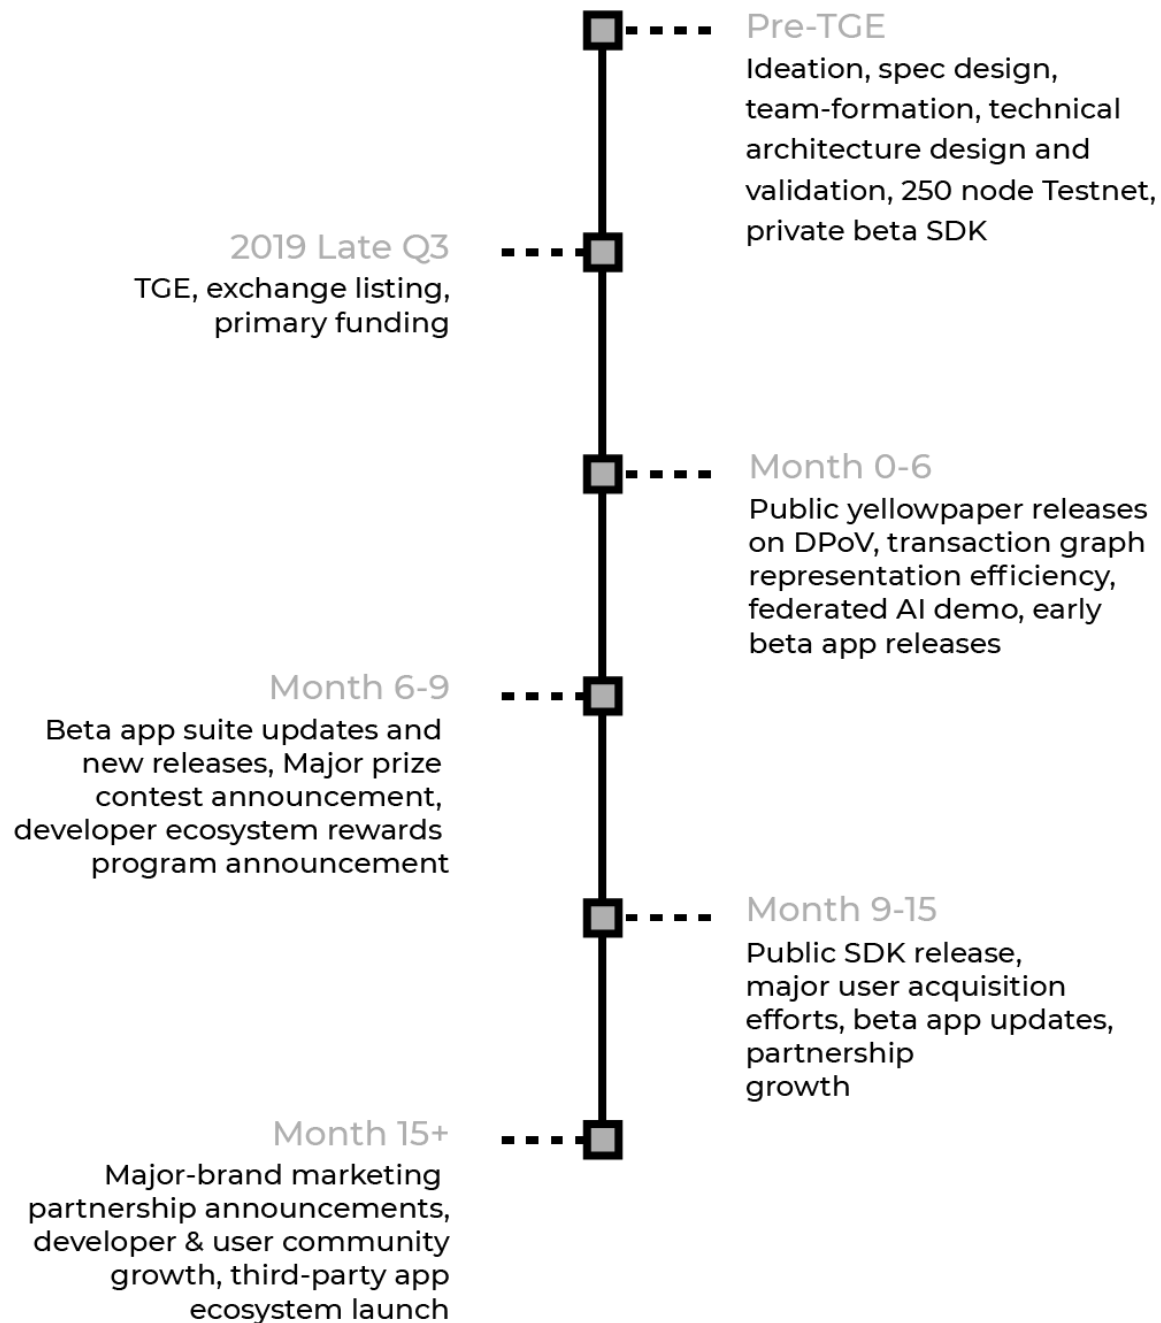 Pre-TGE
Ideation, spec design,
team-formation, technical
architecture design and
validation, 250 node Testnet,
private beta SDK
2019 Late Q3
TGE, exchange listing,
primary funding
Month 0-6
Public yellowpaper releases
on DPoV, transaction graph
representation efficiency,
federated AI demo, early
beta app releases
Month 6-9
Beta app suite updates and
new releases, Major prize
contest announcement,
developer ecosystem rewards
program announcement
Month 9-15
Public SDK release,
major user acquisition
efforts, beta app updates,
partnership
growth
Month 15+
Major-brand marketing
partnership announcements,
developer & user community
growth, third-party app
ecosystem launch